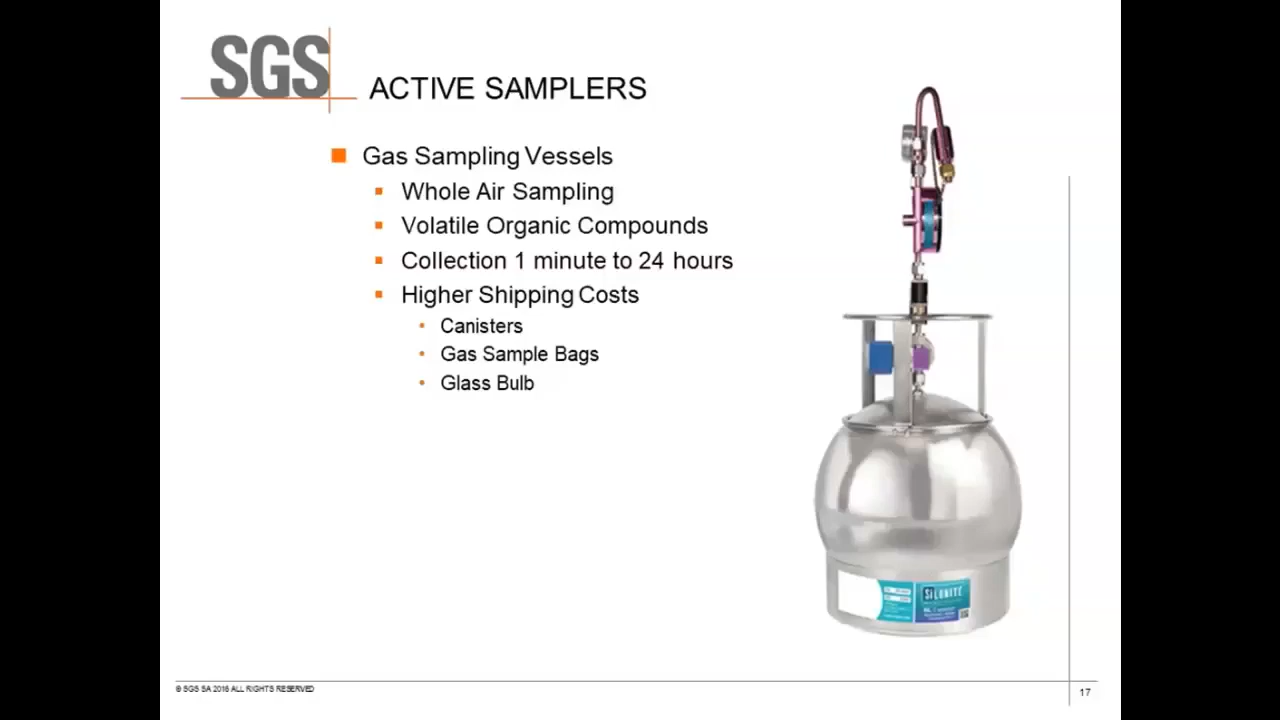 SGS
ACTIVE SAMPLERS
Gas Sampling Vessels
Whole Air Sampling
Volatile Organic Compounds
Collection 1 minute to 24 hours
Higher Shipping Costs
Canisters
Gas Sample Bags
Glass Bulb
SILONITE
© SGS SA 2016 ALL RIGHTS RESERVED
17